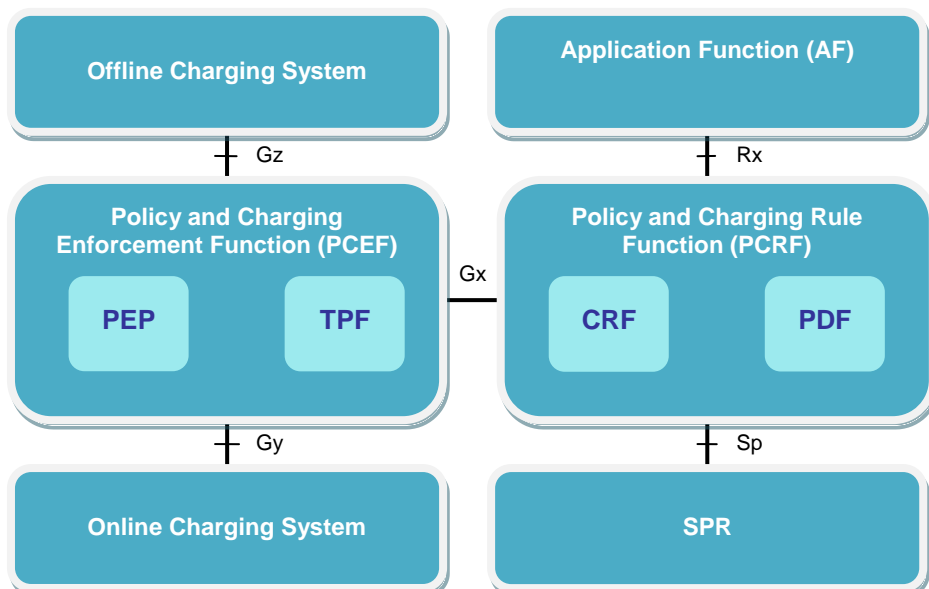 Offline Charging System
Application Function (AF)
Gz
Rx
Policy and Charging
Enforcement Function (PCEF)
PEP
TPF
Gx
Policy and Charging Rule
Function (PCRF)
CRF
PDF
Gy
Sp
Online Charging System
SPR